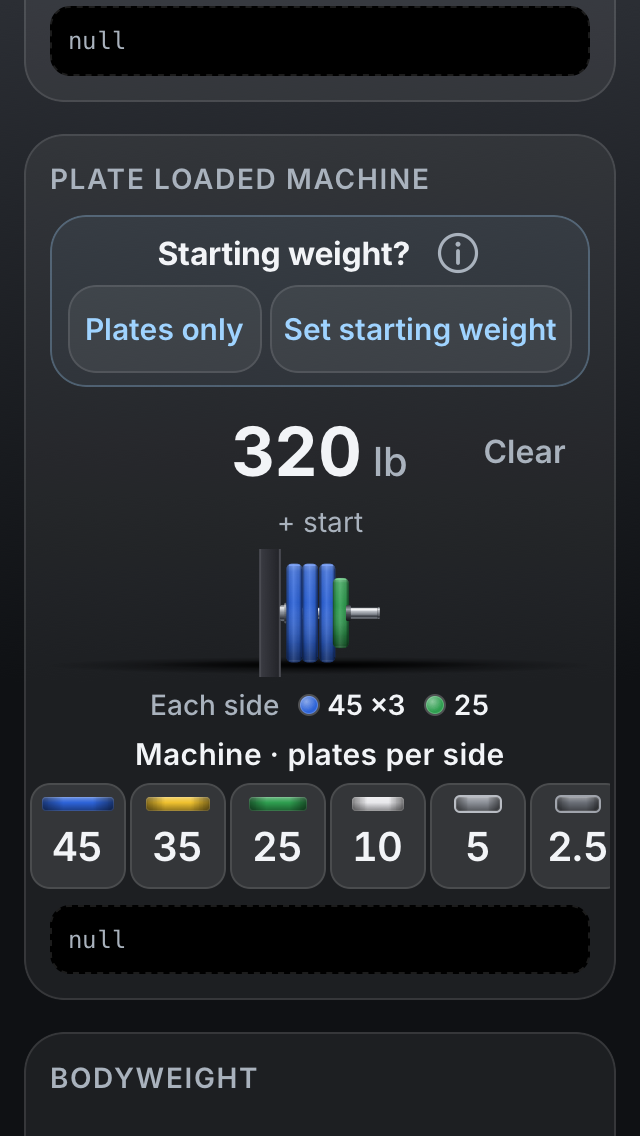 null
PLATE LOADED MACHINE
Starting weight?
Plates only
Set starting weight
320 lb
Clear
+ start
Each side 45 ×3 25
Machine · plates per side
45 35 25 10 5 2.5
null
BODYWEIGHT